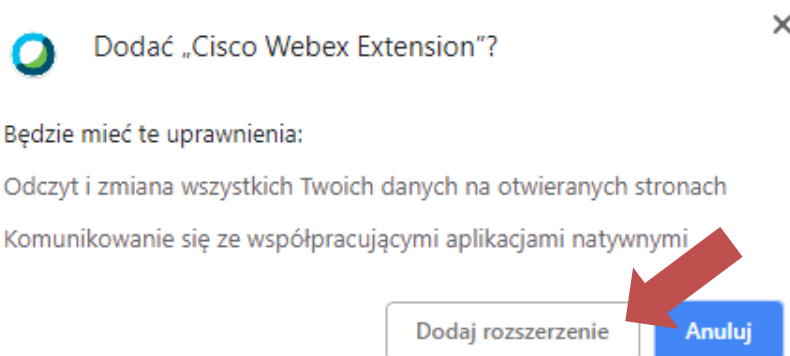 Dodać „Cisco Webex Extension”?
Będzie mieć te uprawnienia:
Odczyt i zmiana wszystkich Twoich danych na otwieranych stronach
Komunikowanie się ze współpracującymi aplikacjami natywnymi
Dodaj rozszerzenie Anuluj